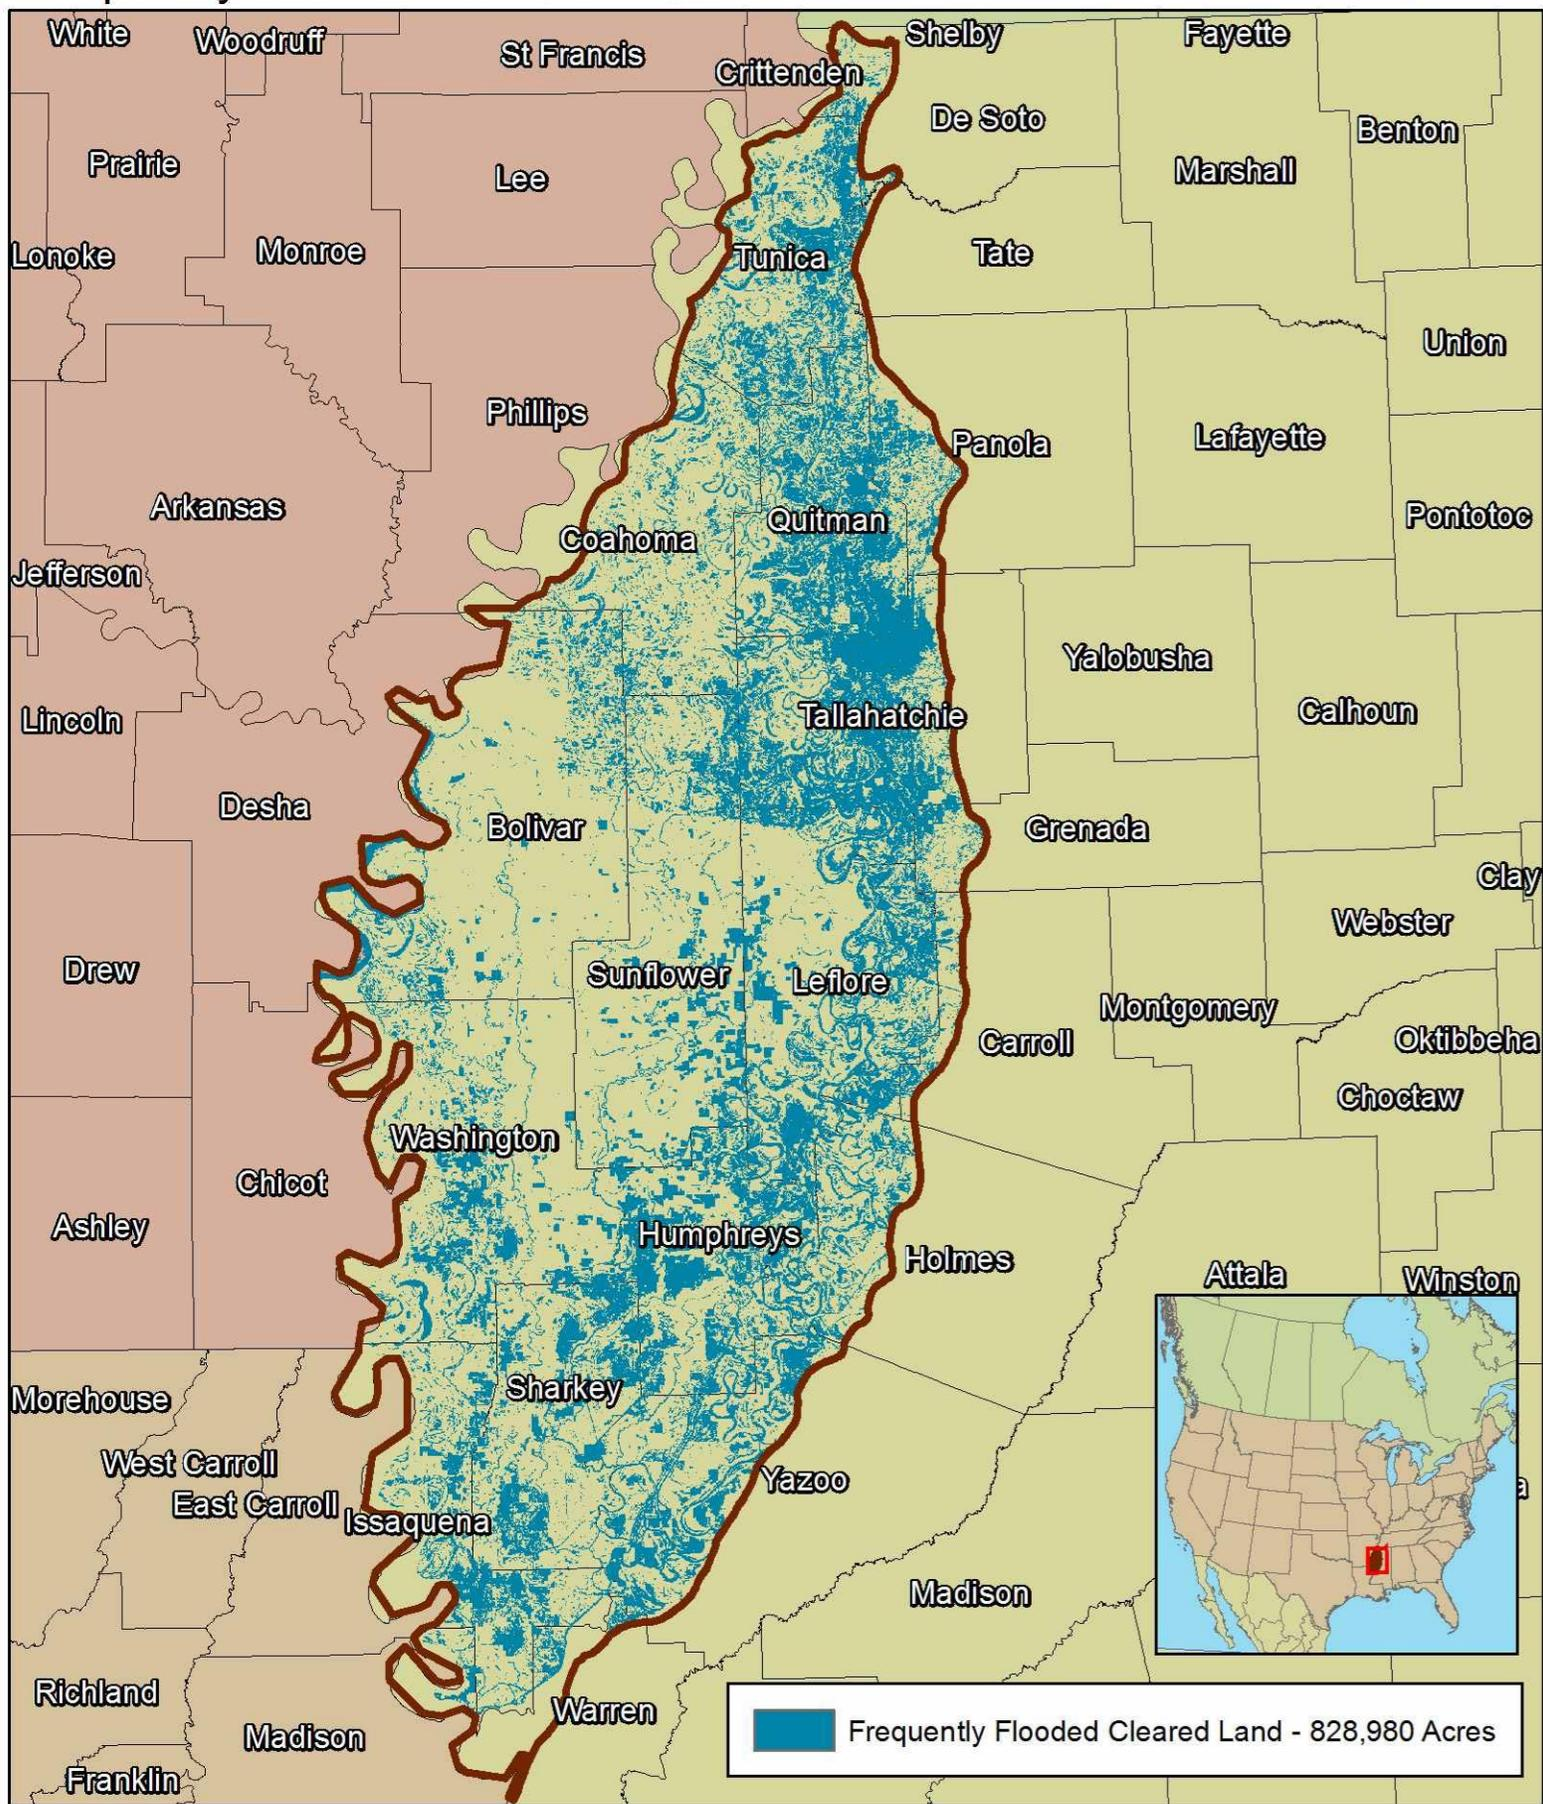 White
Woodruff
St Francis
Crittenden
Shelby
Fayette
De Soto
Benton
Prairie
Lee
Marshall
Lonoke
Monroe
Tunica
Tate
Union
Phillips
Panola
Lafayette
Arkansas
Quitman
Pontotoc
Coahoma
Jefferson
Yalobusha
Lincoln
Tallahatchie
Calhoun
Desha
Bolivar
Grenada
Clay
Webster
Drew
Sunflower
Leflore
Montgomery
Carroll
Oktibbeha
Choctaw
Washington
Chicot
Ashley
Humphreys
Holmes
Attala
Winston
Sharkey
Morehouse
West Carroll
Yazoo
East Carroll
Issaquena
Madison
Richland
Warren
Madison
Franklin
Frequently Flooded Cleared Land - 828,980 Acres